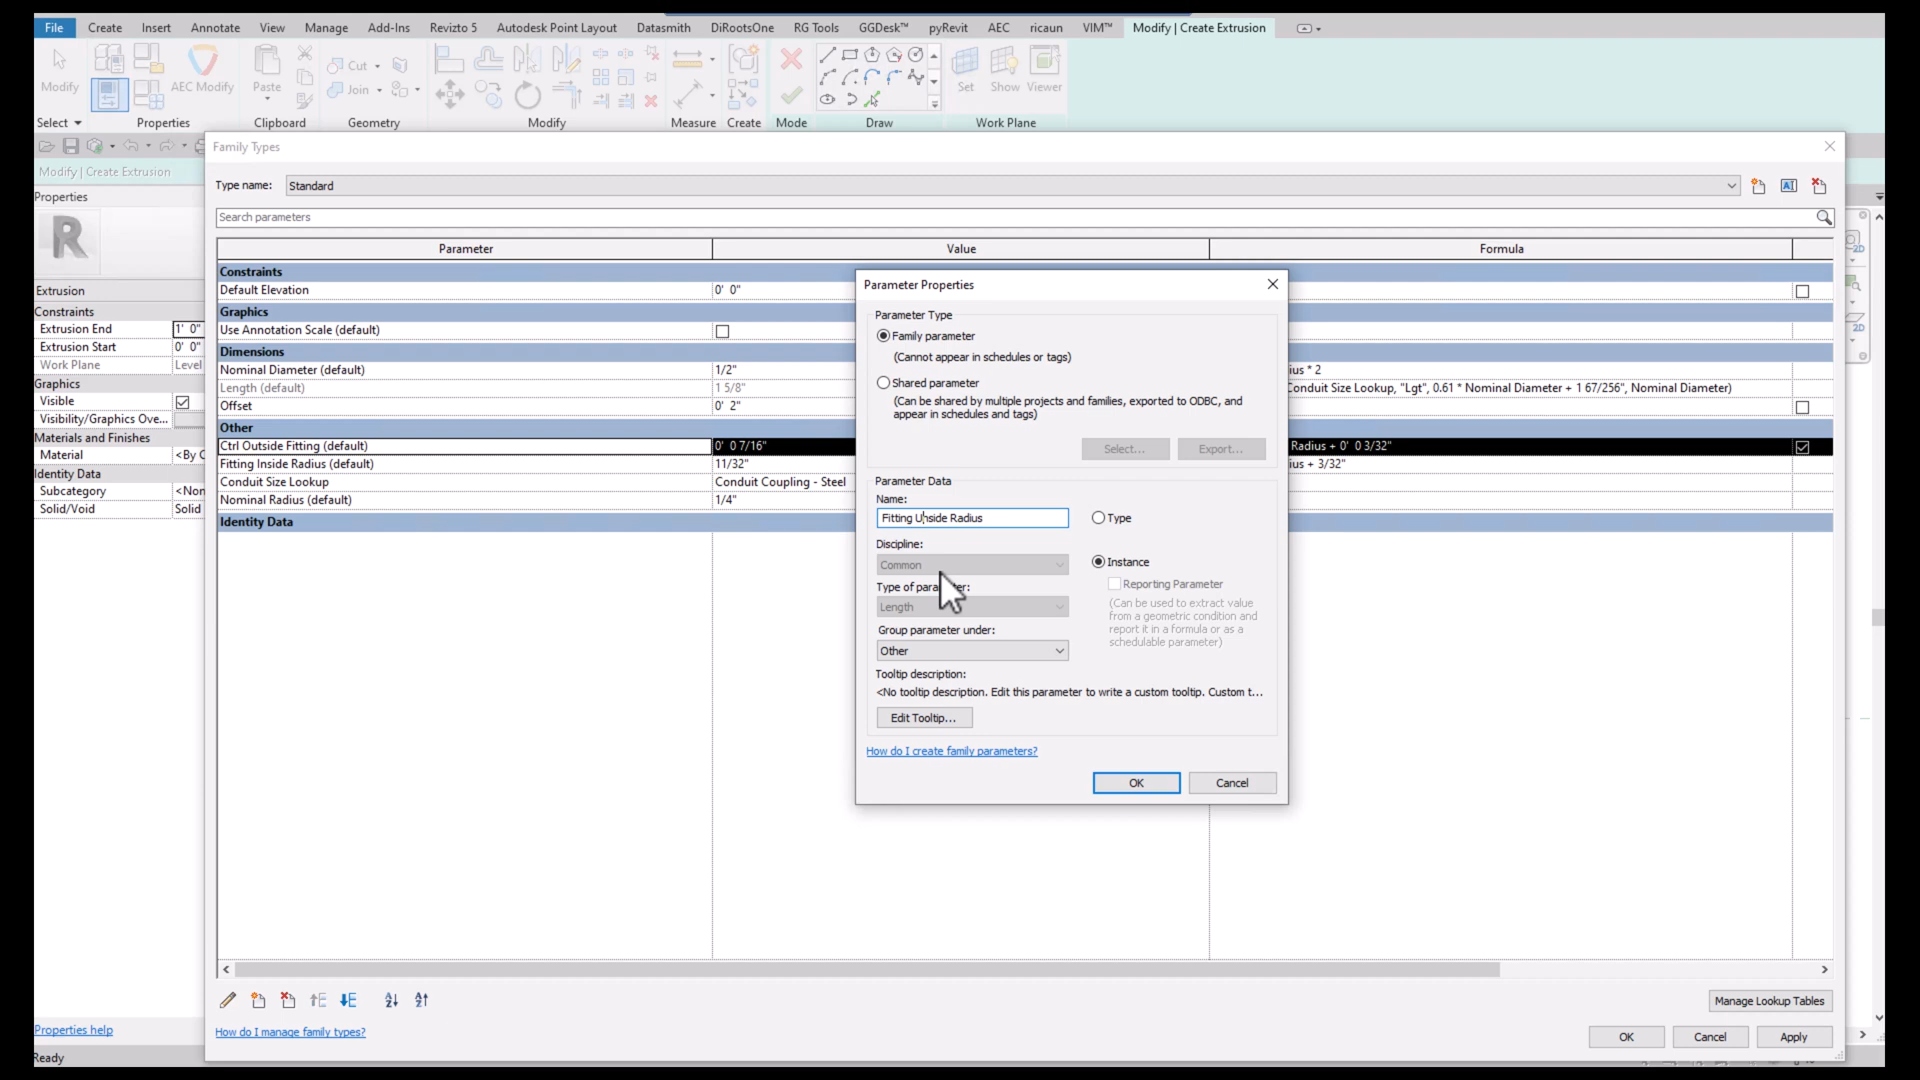 File Create Insert Annotate View Manage Add-Ins Revizto 5 Autodesk Point Layout Datasmith DiRootsOne RG Tools GGDesk™ pyRevit AEC ricaun VIM™ Modify | Create Extrusion
Cut
Join
Modify AEC Modify Paste Set Show Viewer
Select Properties Clipboard Geometry Modify Measure Create Mode Draw Work Plane
Modify | Create Extrusion
Properties
Extrusion
Constraints
Extrusion End 1' 0"
Extrusion Start 0' 0"
Work Plane Level
Graphics
Visible
Visibility/Graphics Ove...
Materials and Finishes
Material <By C
Identity Data
Subcategory <Non
Solid/Void Solid
Properties help
Ready
Family Types
Type name: Standard
Search parameters
Parameter Value Formula
Constraints
Default Elevation 0' 0"
Graphics
Use Annotation Scale (default)
Dimensions
Nominal Diameter (default) 1/2" ius * 2
Length (default) 1 5/8" Conduit Size Lookup, "Lgt", 0.61 * Nominal Diameter + 1 67/256", Nominal Diameter)
Offset 0' 2"
Other
Ctrl Outside Fitting (default) 0' 0 7/16" Radius + 0' 0 3/32"
Fitting Inside Radius (default) 11/32" ius + 3/32"
Conduit Size Lookup Conduit Coupling - Steel
Nominal Radius (default) 1/4"
Identity Data
Manage Lookup Tables
How do I manage family types?
OK Cancel Apply
Parameter Properties
Parameter Type
Family parameter
(Cannot appear in schedules or tags)
Shared parameter
(Can be shared by multiple projects and families, exported to ODBC, and
appear in schedules and tags)
Select... Export...
Parameter Data
Name:
Fitting Unside Radius
Type
Discipline:
Common
Instance
Reporting Parameter
Type of parameter:
Length
(Can be used to extract value
from a geometric condition and
report it in a formula or as a
schedulable parameter)
Group parameter under:
Other
Tooltip description:
<No tooltip description. Edit this parameter to write a custom tooltip. Custom t...
Edit Tooltip...
How do I create family parameters?
OK Cancel